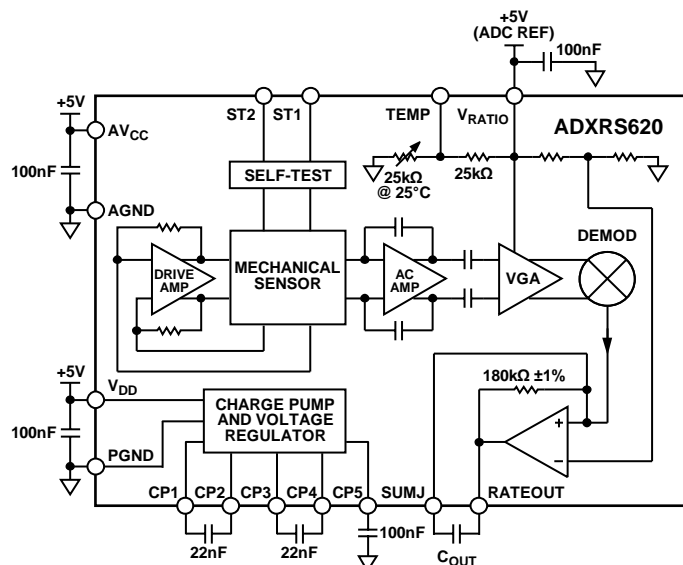 +5V
(ADC REF)
100nF
+5V
AVCC
100nF
AGND
ST2
ST1
TEMP
VRATIO
ADXRS620
25kΩ
@ 25°C
25kΩ
SELF-TEST
DRIVE
AMP
MECHANICAL
SENSOR
AC
AMP
VGA
DEMOD
+5V
VDD
100nF
PGND
CHARGE PUMP
AND VOLTAGE
REGULATOR
180kΩ ±1%
+
–
CP1
CP2
CP3
CP4
CP5
SUMJ
RATEOUT
22nF
22nF
100nF
COUT